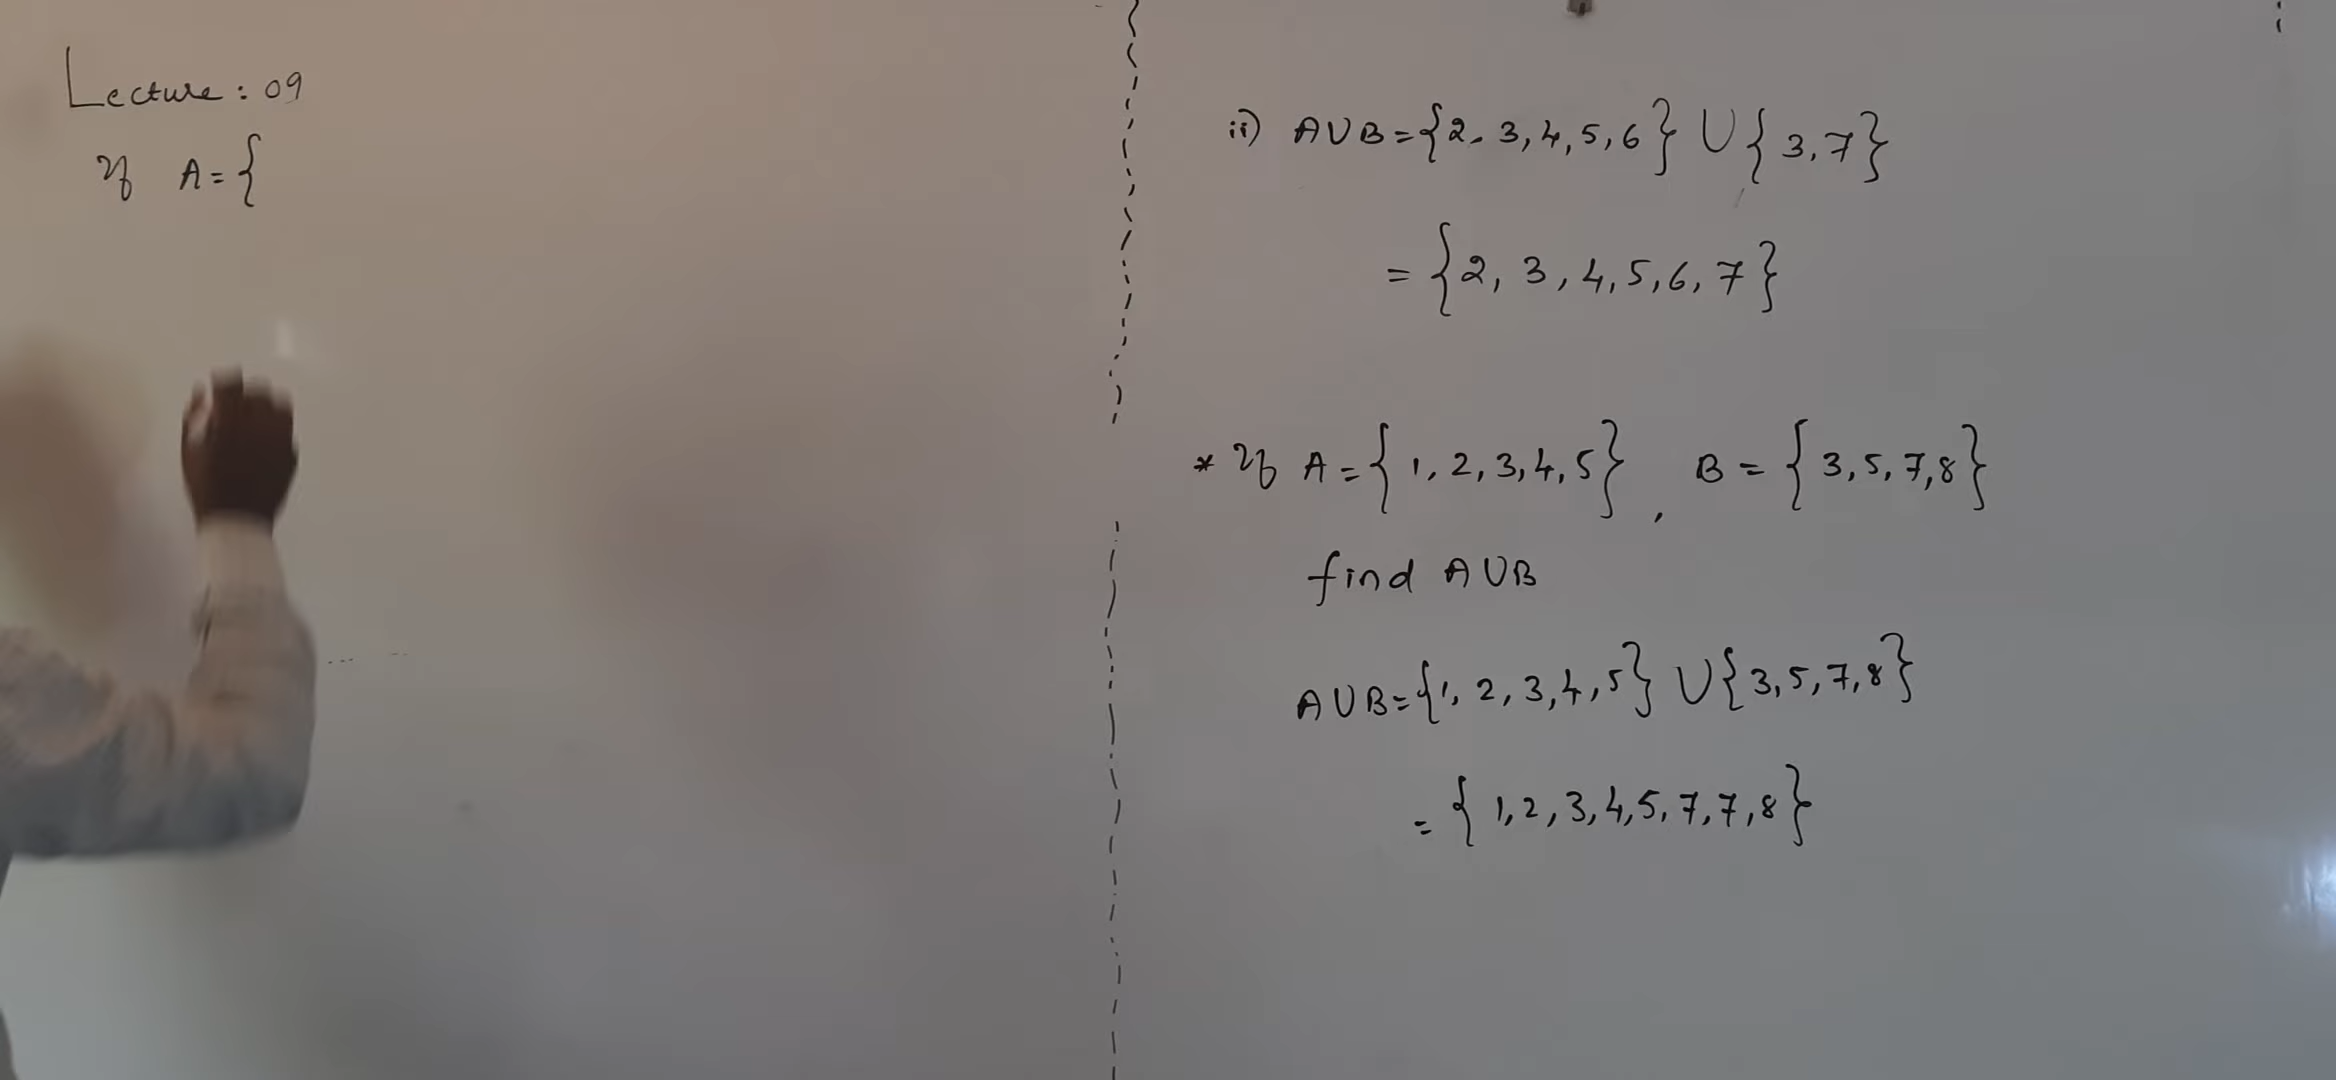 Lecture: 09
If A={
ii) A∪B={2, 3,4,5,6} ∪{3,7}
={2, 3,4,5,6,7}
* If A={1,2,3,4,5}, B={3,5,7,8}
find A∪B
A∪B={1, 2,3,4,5} ∪{3,5,7,8}
={1,2,3,4,5,7,7,8}